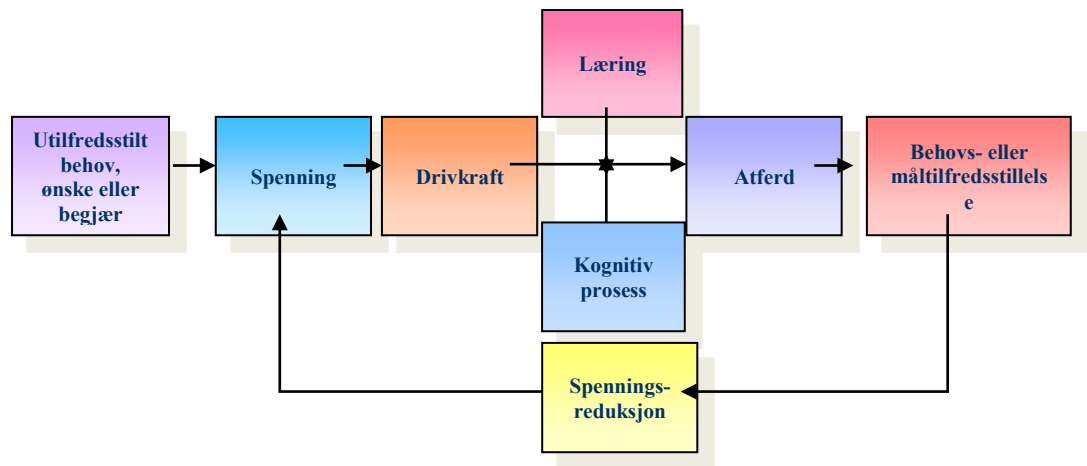 Læring
Utilfredsstilt
behov,
ønske eller
begjær
Spenning
Drivkraft
Atferd
Behovs- eller
måltilfredsstillels
e
Kognitiv
prosess
Spennings-
reduksjon